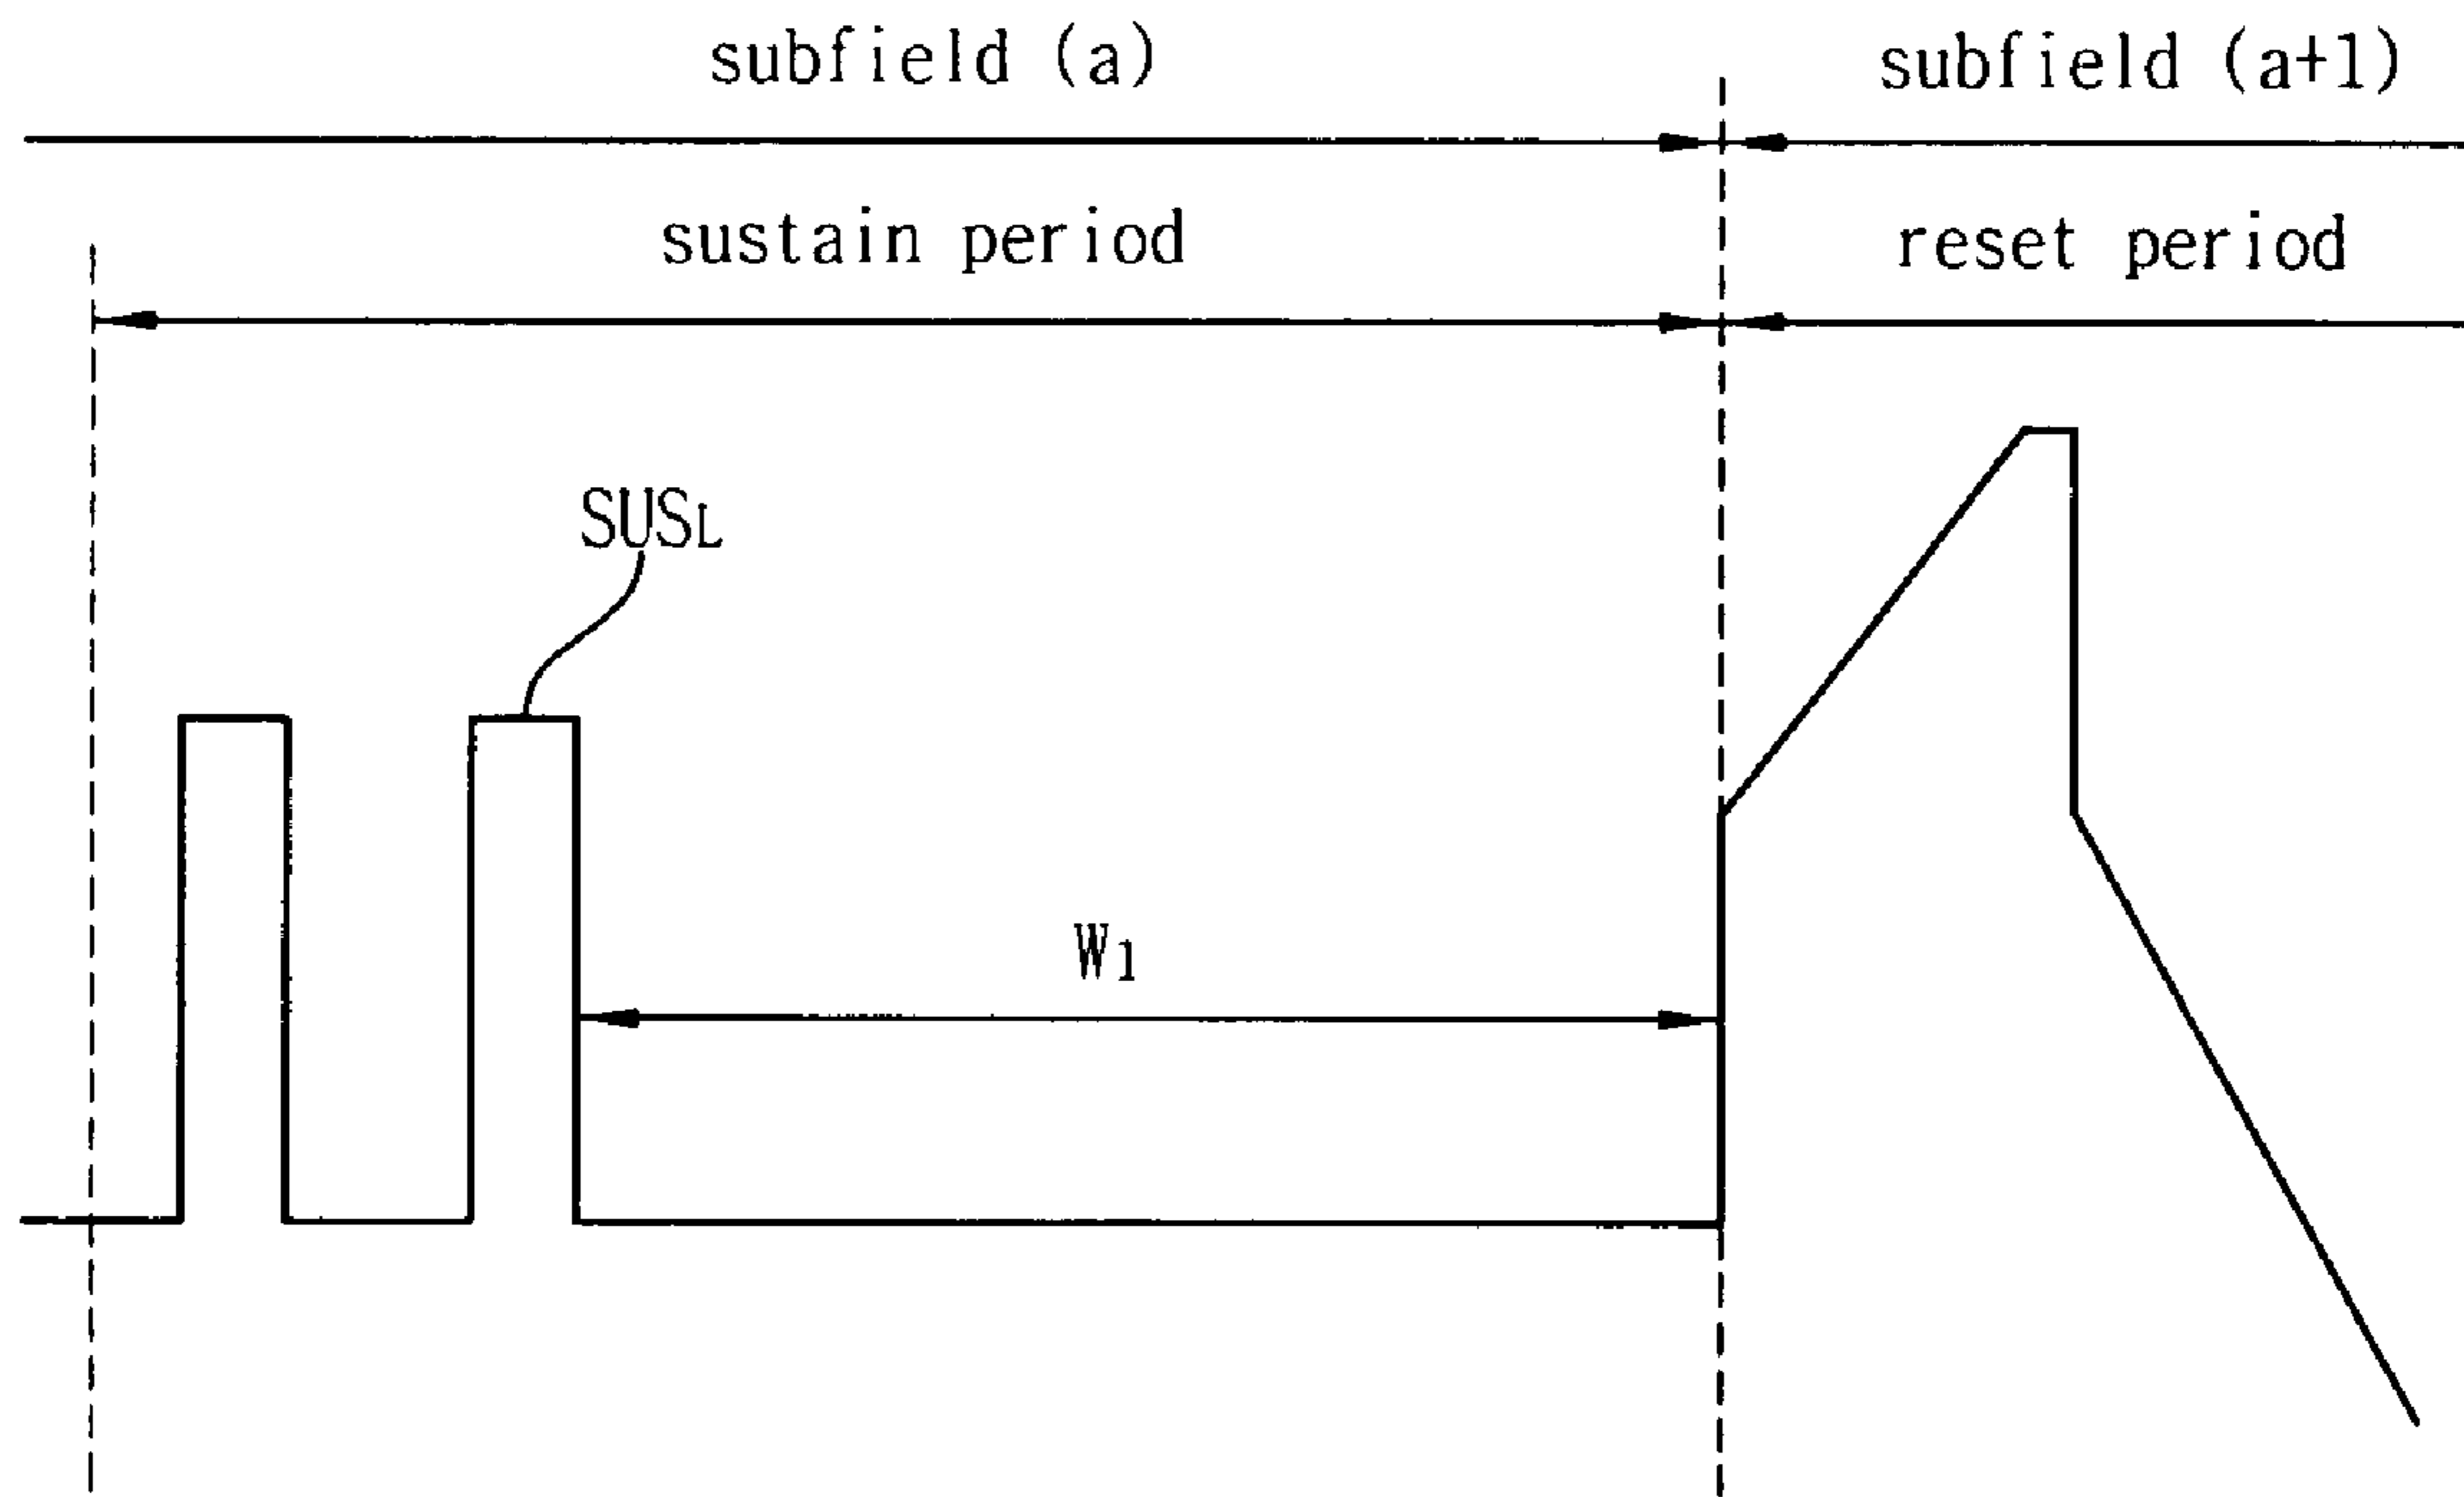 subfield (a)
subfield (a+1)
sustain period
reset period
SUSL
W1